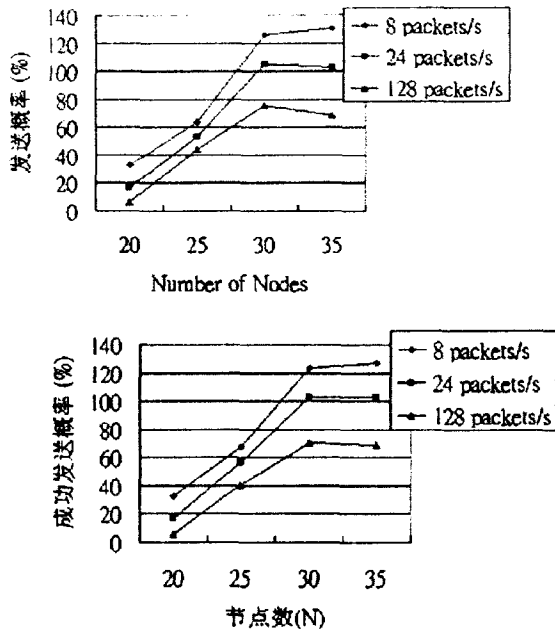 发送概率(%)
140
120
100
80
60
40
20
0
20 25 30 35
Number of Nodes
8 packets/s
24 packets/s
128 packets/s
成功发送概率(%)
140
120
100
80
60
40
20
0
20 25 30 35
节点数(N)
8 packets/s
24 packets/s
128 packets/s